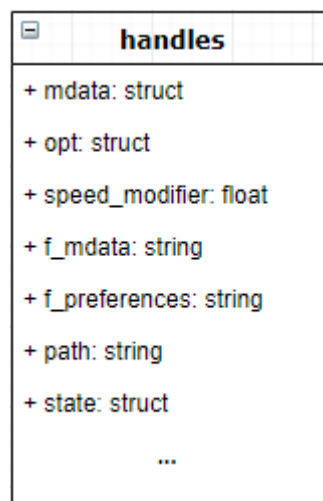 handles
+ mdata: struct
+ opt: struct
+ speed_modifier: float
+ f_mdata: string
+ f_preferences: string
+ path: string
+ state: struct
...